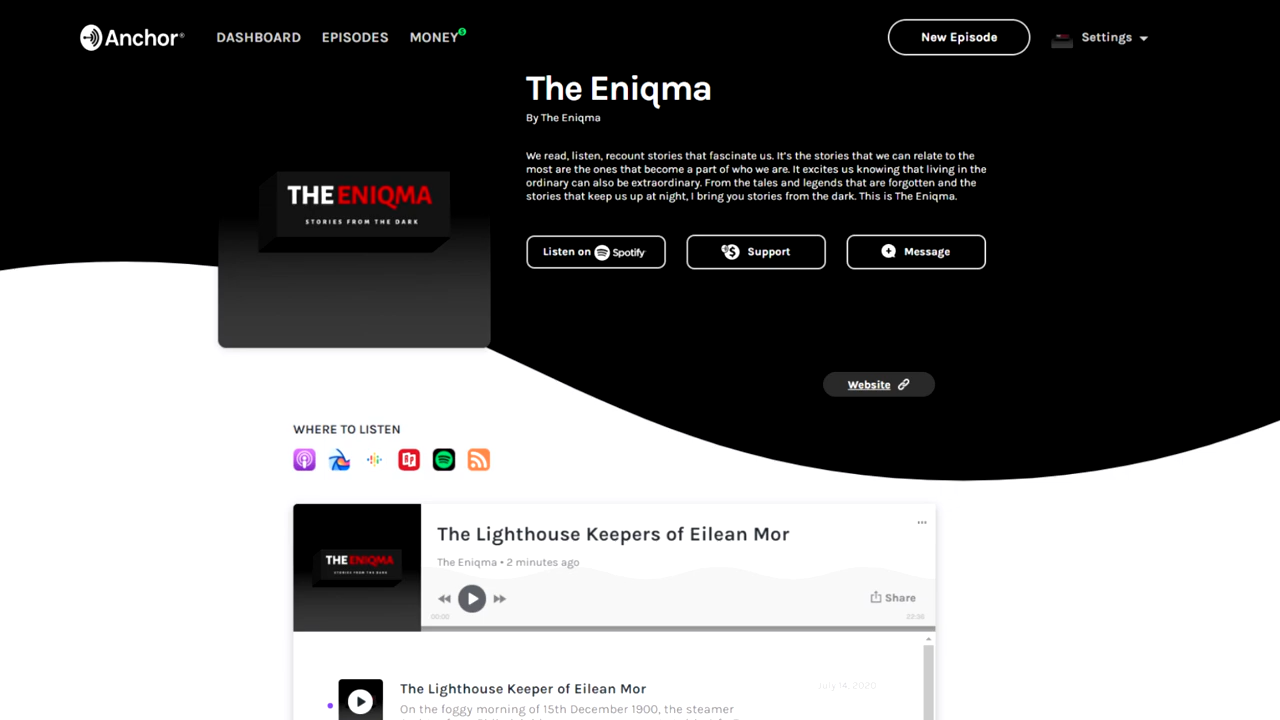 Anchor
DASHBOARD
EPISODES
MONEY
New Episode
Settings
The Eniqma
By The Eniqma
We read, listen, recount stories that fascinate us. It's the stories that we can relate to the
most are the ones that become a part of who we are. It excites us knowing that living in the
ordinary can also be extraordinary. From the tales and legends that are forgotten and the
stories that keep us up at night, I bring you stories from the dark. This is The Eniqma.
THE ENIQMA
STORIES FROM THE DARK
Listen on Spotify
Support
Message
Website
WHERE TO LISTEN
THE ENIQMA
STORIES FROM THE DARK
The Lighthouse Keepers of Eilean Mor
The Eniqma • 2 minutes ago
Share
00:00
22:36
The Lighthouse Keeper of Eilean Mor
July 14, 2020
On the foggy morning of 15th December 1900, the steamer